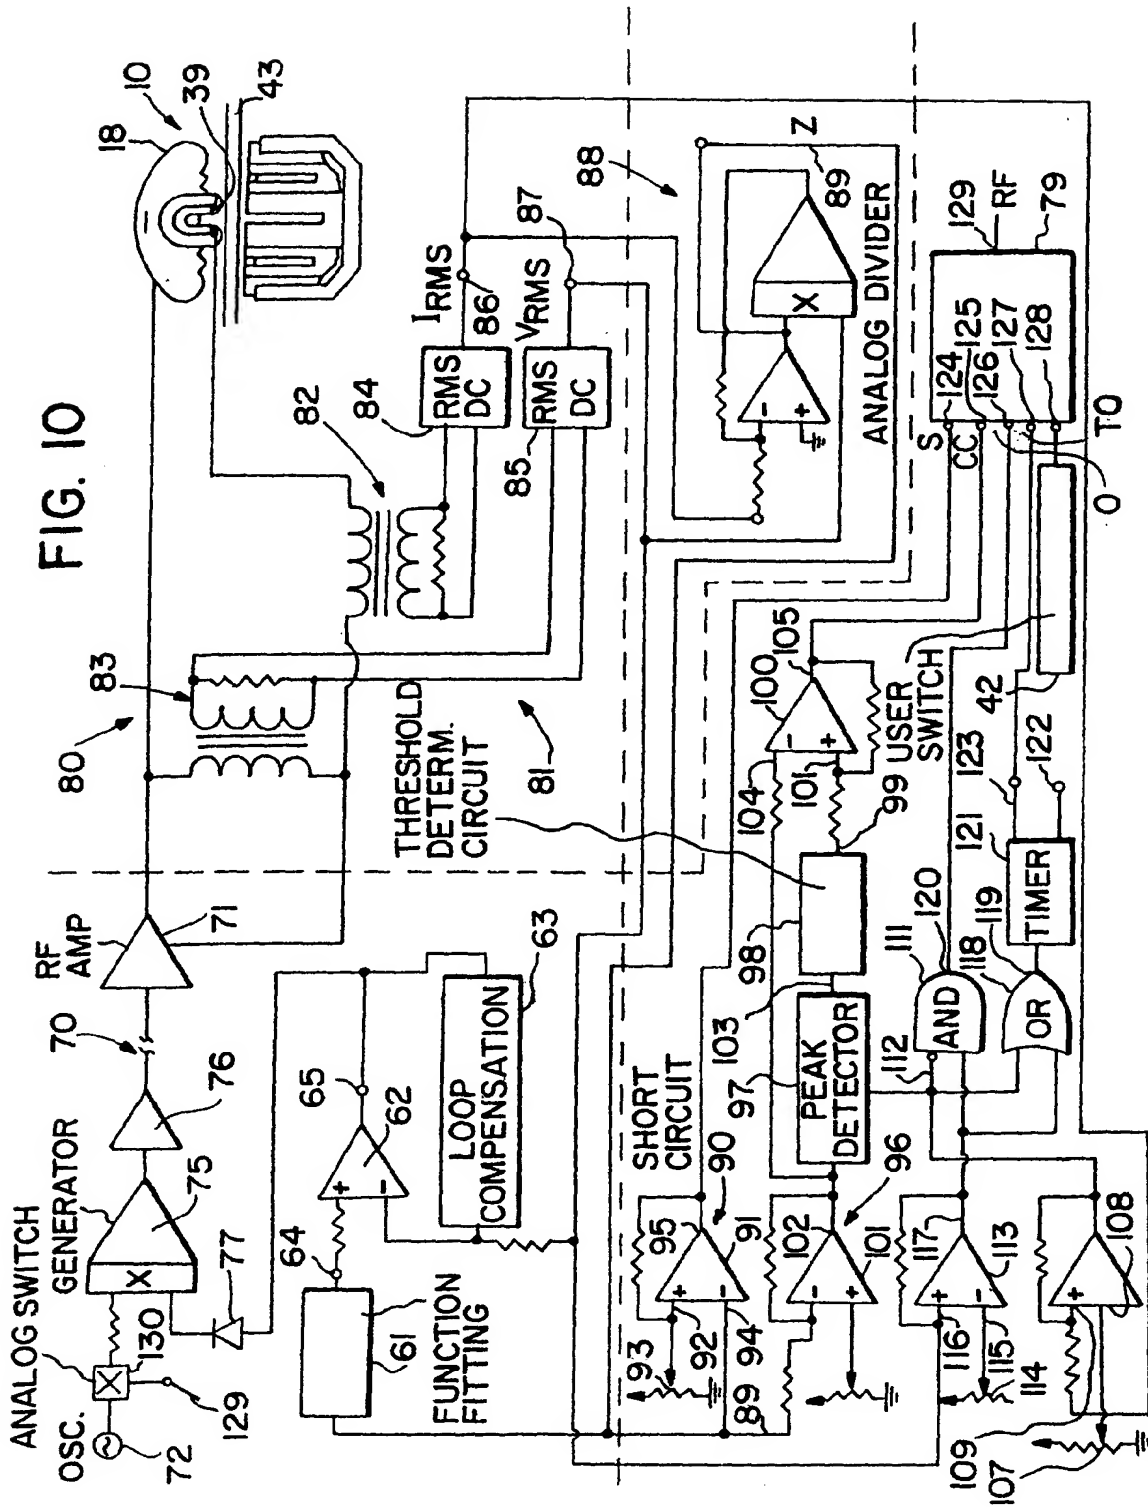 FIG. 10
ANALOG SWITCH
GENERATOR
RF
AMP
OSC.
72
130
129
77
75
76
70
71
80
83
82
81
18
10
39
43
84
RMS
DC
85
RMS
DC
IRMS
86
VRMS
87
88
Z
89
X
X
ANALOG DIVIDER
61
FUNCTION
FITTING
64
62
65
63
LOOP
COMPENSATION
THRESHOLD
DETERM.
CIRCUIT
SHORT
CIRCUIT
90
95
91
93
92
94
89
96
102
101
97
PEAK
DETECTOR
103
98
99
104
101
100
105
USER
SWITCH
42
117
113
116
115
114
108
109
107
112
111
AND
120
OR
118
119
TIMER
121
123
122
S
CC
124
125
126
127
128
129
RF
79
O
TO